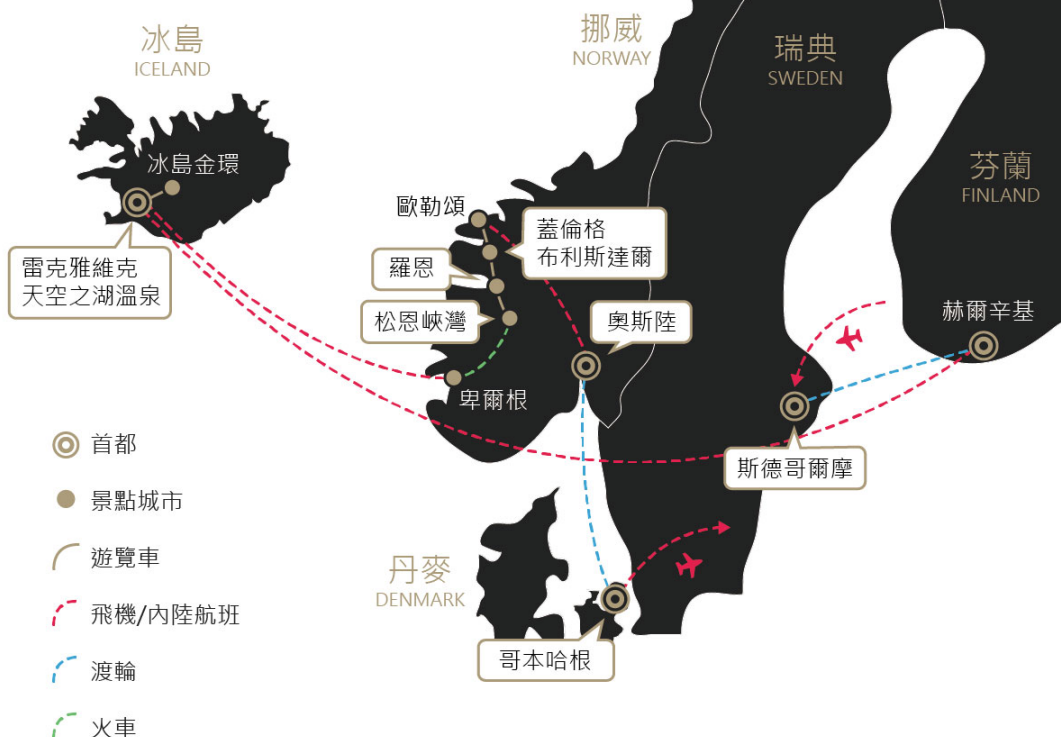 冰島
ICELAND
挪威
NORWAY
瑞典
SWEDEN
芬蘭
FINLAND
冰島金環
雷克雅維克
天空之湖溫泉
歐勒頌
蓋倫格
布利斯達爾
羅恩
松恩峽灣
奧斯陸
卑爾根
赫爾辛基
斯德哥爾摩
丹麥
DENMARK
哥本哈根
首都
景點城市
遊覽車
飛機/內陸航班
渡輪
火車